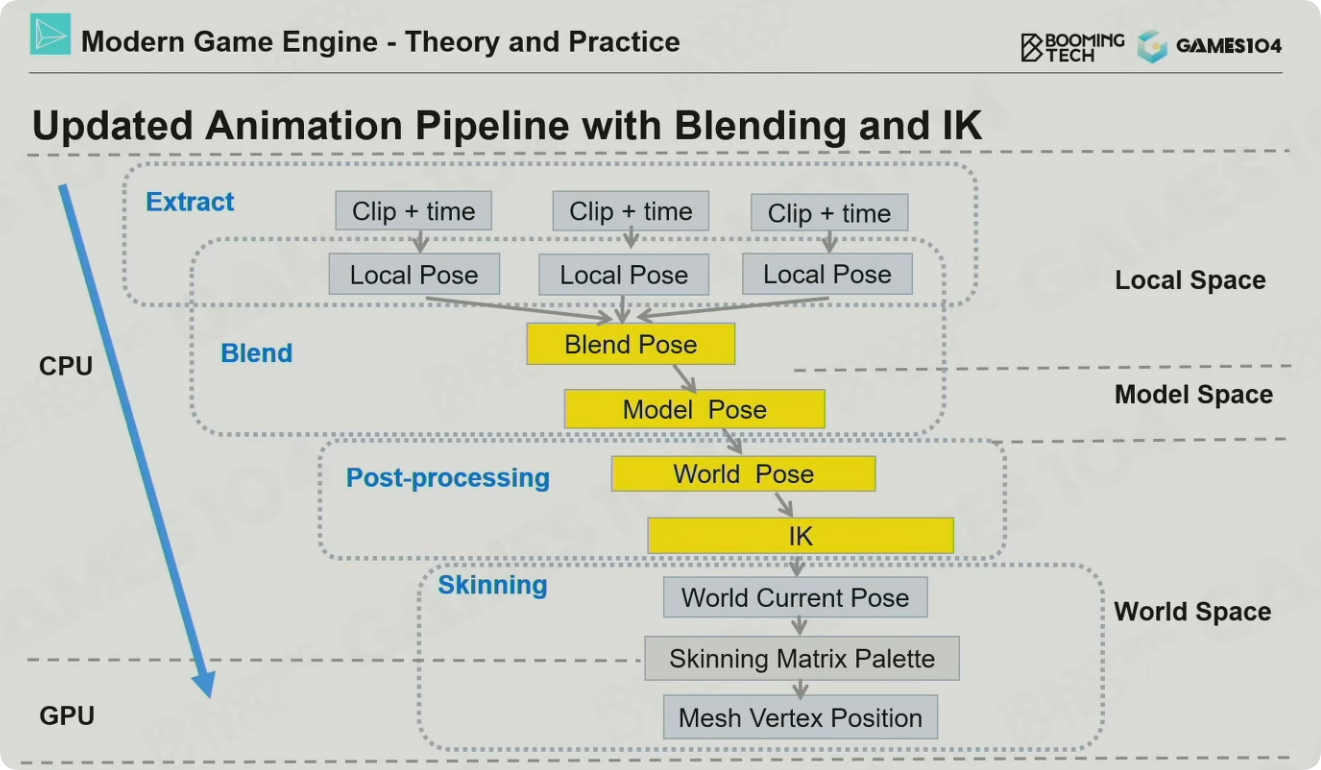 Modern Game Engine - Theory and Practice
BOOMING
TECH
GAMES104
Updated Animation Pipeline with Blending and IK
Extract
Clip + time
Clip + time
Clip + time
Local Pose
Local Pose
Local Pose
Local Space
Blend
Blend Pose
CPU
Model Space
Model  Pose
Post-processing
World  Pose
IK
Skinning
World Current Pose
World Space
Skinning Matrix Palette
GPU
Mesh Vertex Position